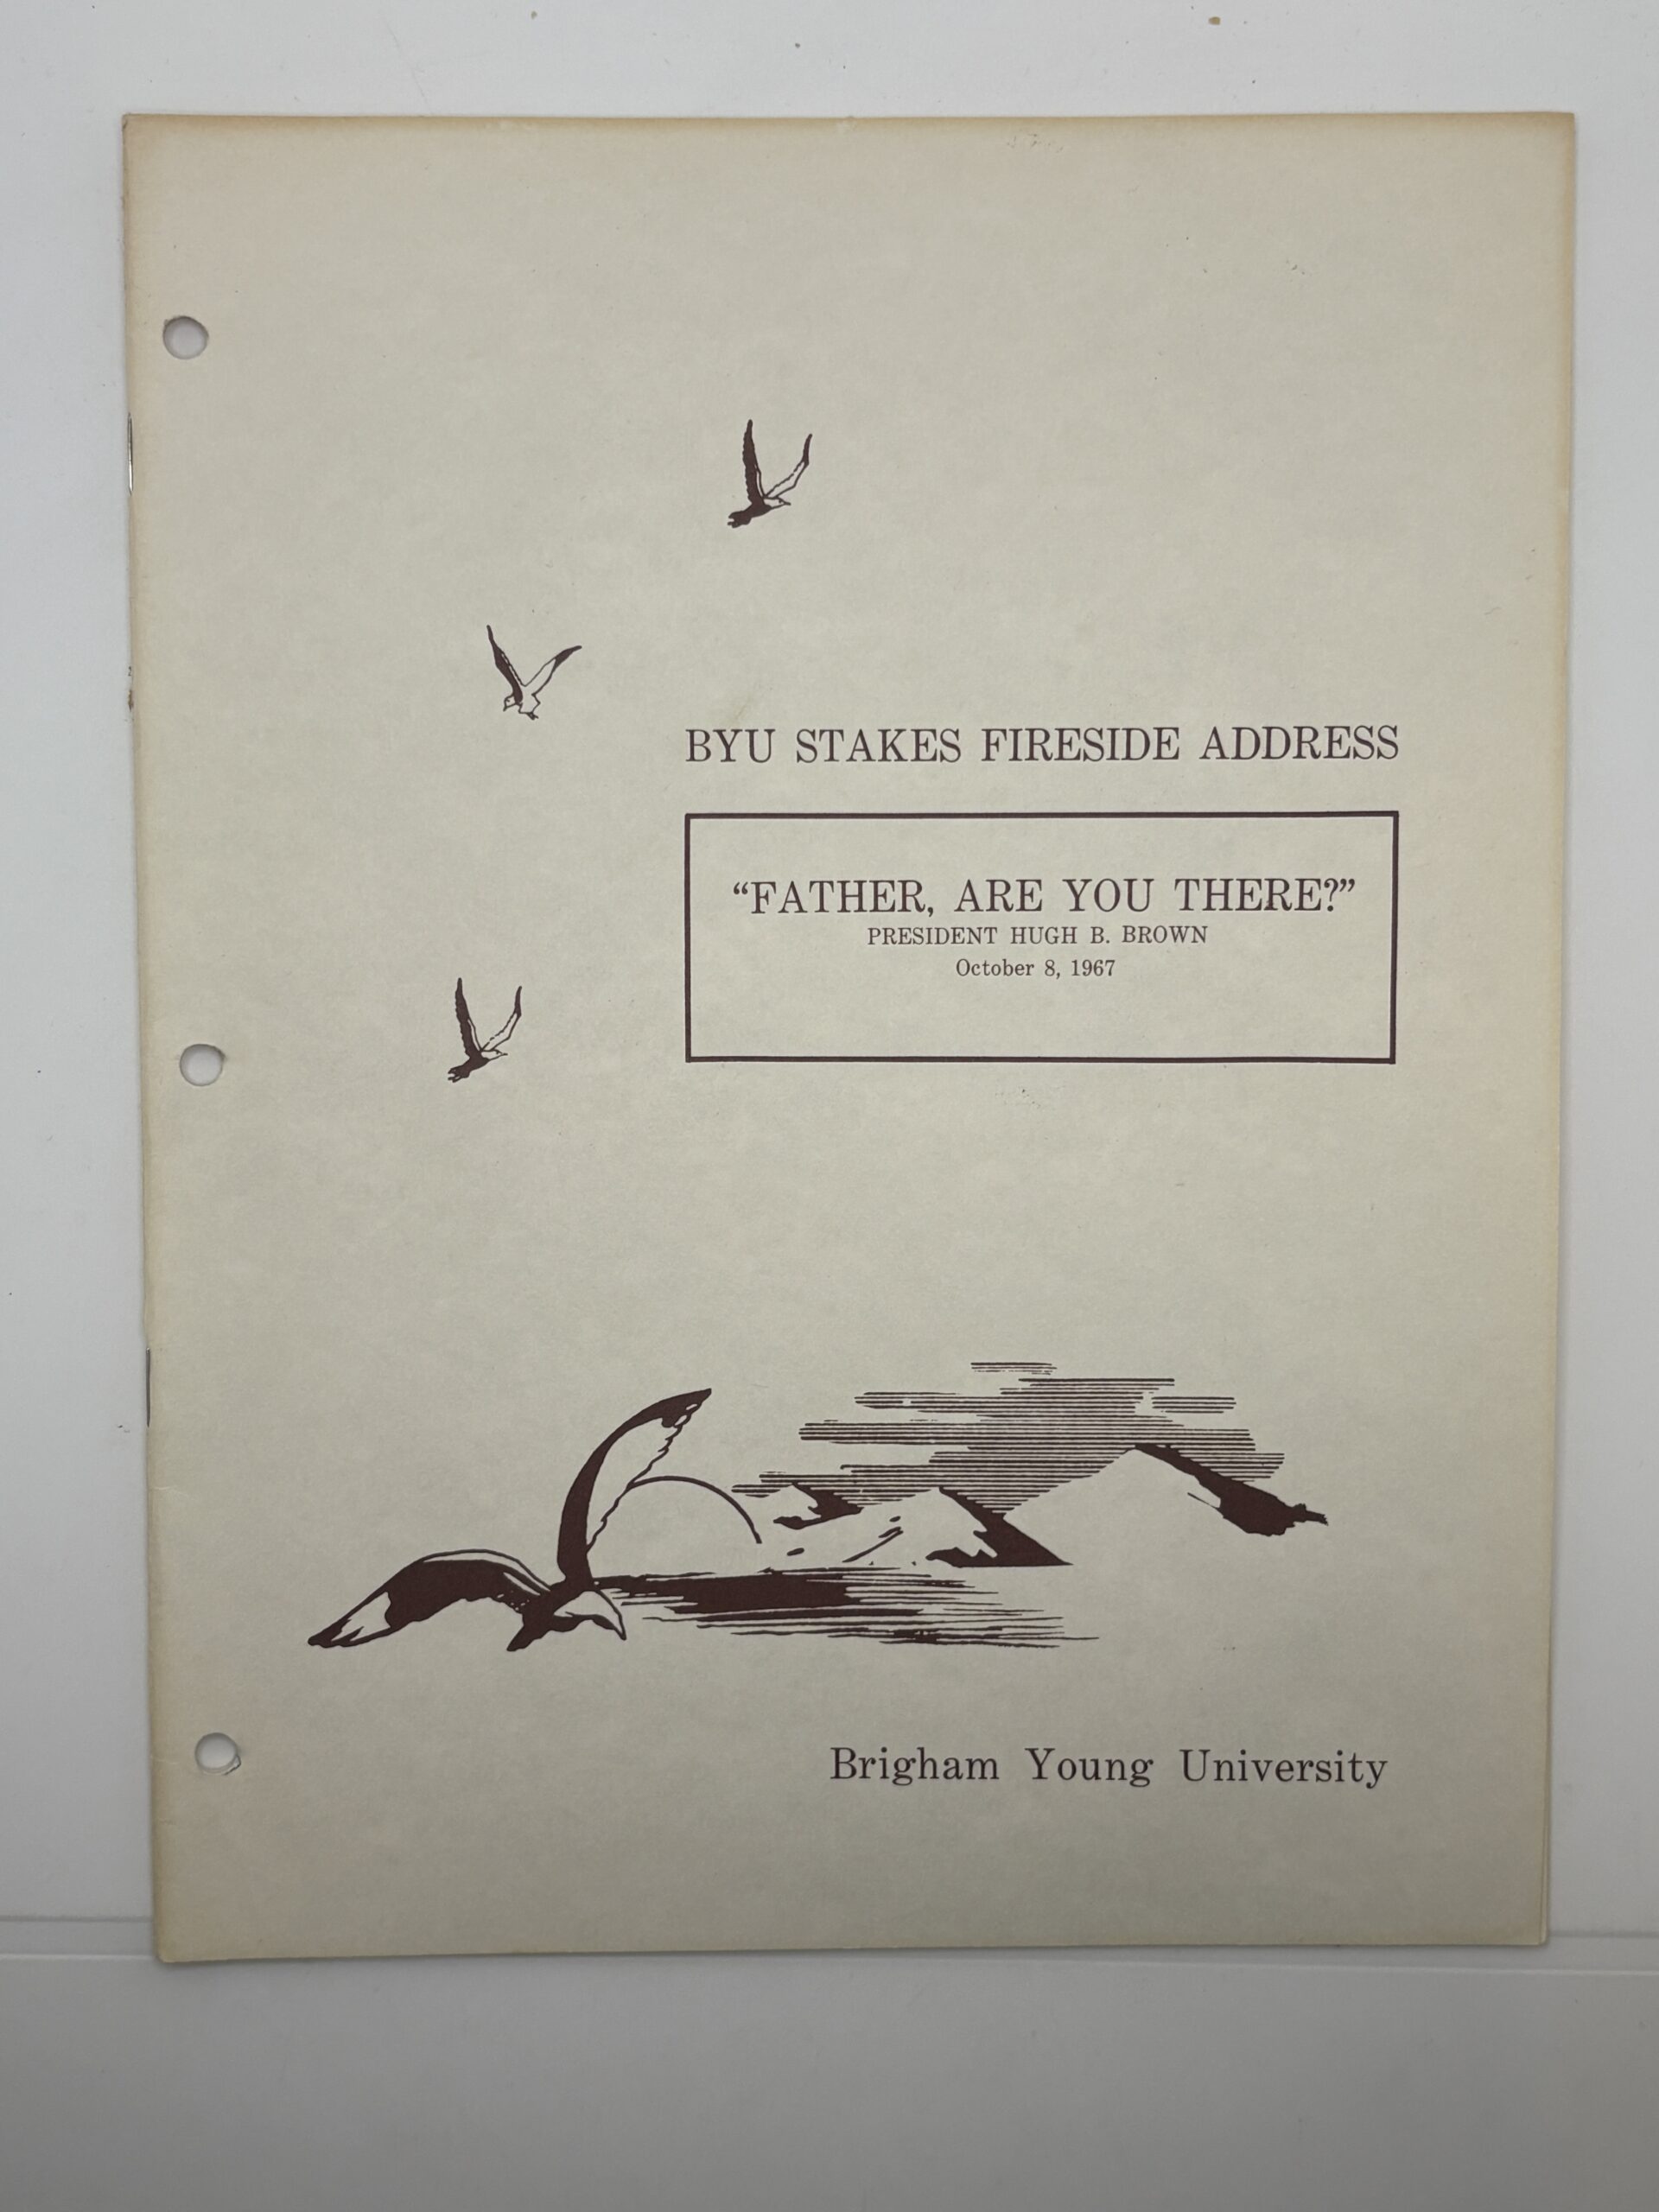 BYU STAKES FIRESIDE ADDRESS
“FATHER, ARE YOU THERE?”
PRESIDENT HUGH B. BROWN
October 8, 1967
Brigham Young University